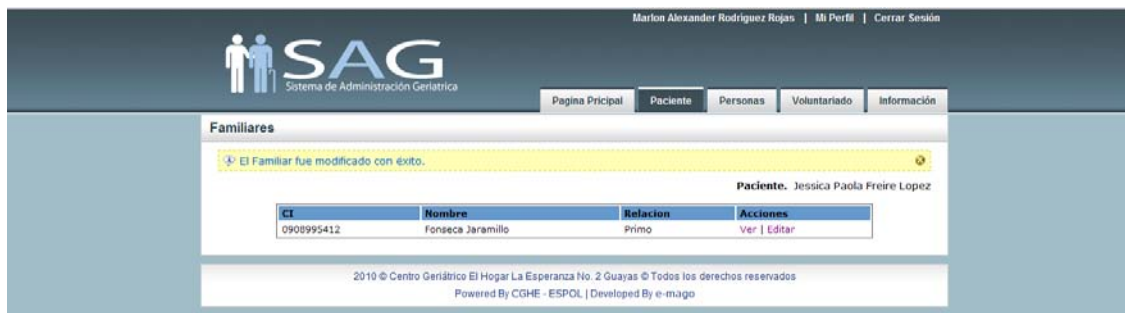 Marlon Alexander Rodriguez Rojas | Mi Perfil | Cerrar Sesión
SAG
Sistema de Administración Geriatrica
Pagina Pricipal Paciente Personas Voluntariado Información
Familiares
El Familiar fue modificado con éxito.
Paciente. Jessica Paola Freire Lopez
CI Nombre Relacion Acciones
0908995412 Fonseca Jaramillo Primo Ver | Editar
2010 © Centro Geriátrico El Hogar La Esperanza No. 2 Guayas © Todos los derechos reservados
Powered By CGHE - ESPOL | Developed By e-mago